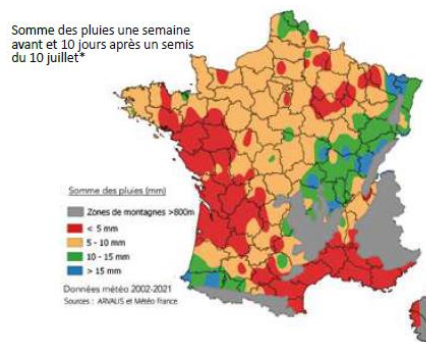 Somme des pluies une semaine
avant et 10 jours après un semis
du 10 juillet*
Somme des pluies (mm)
Zones de montagnes >800m
< 5 mm
5 - 10 mm
10 - 15 mm
> 15 mm
Données météo 2002-2021
Sources : ARVALIS et Météo France